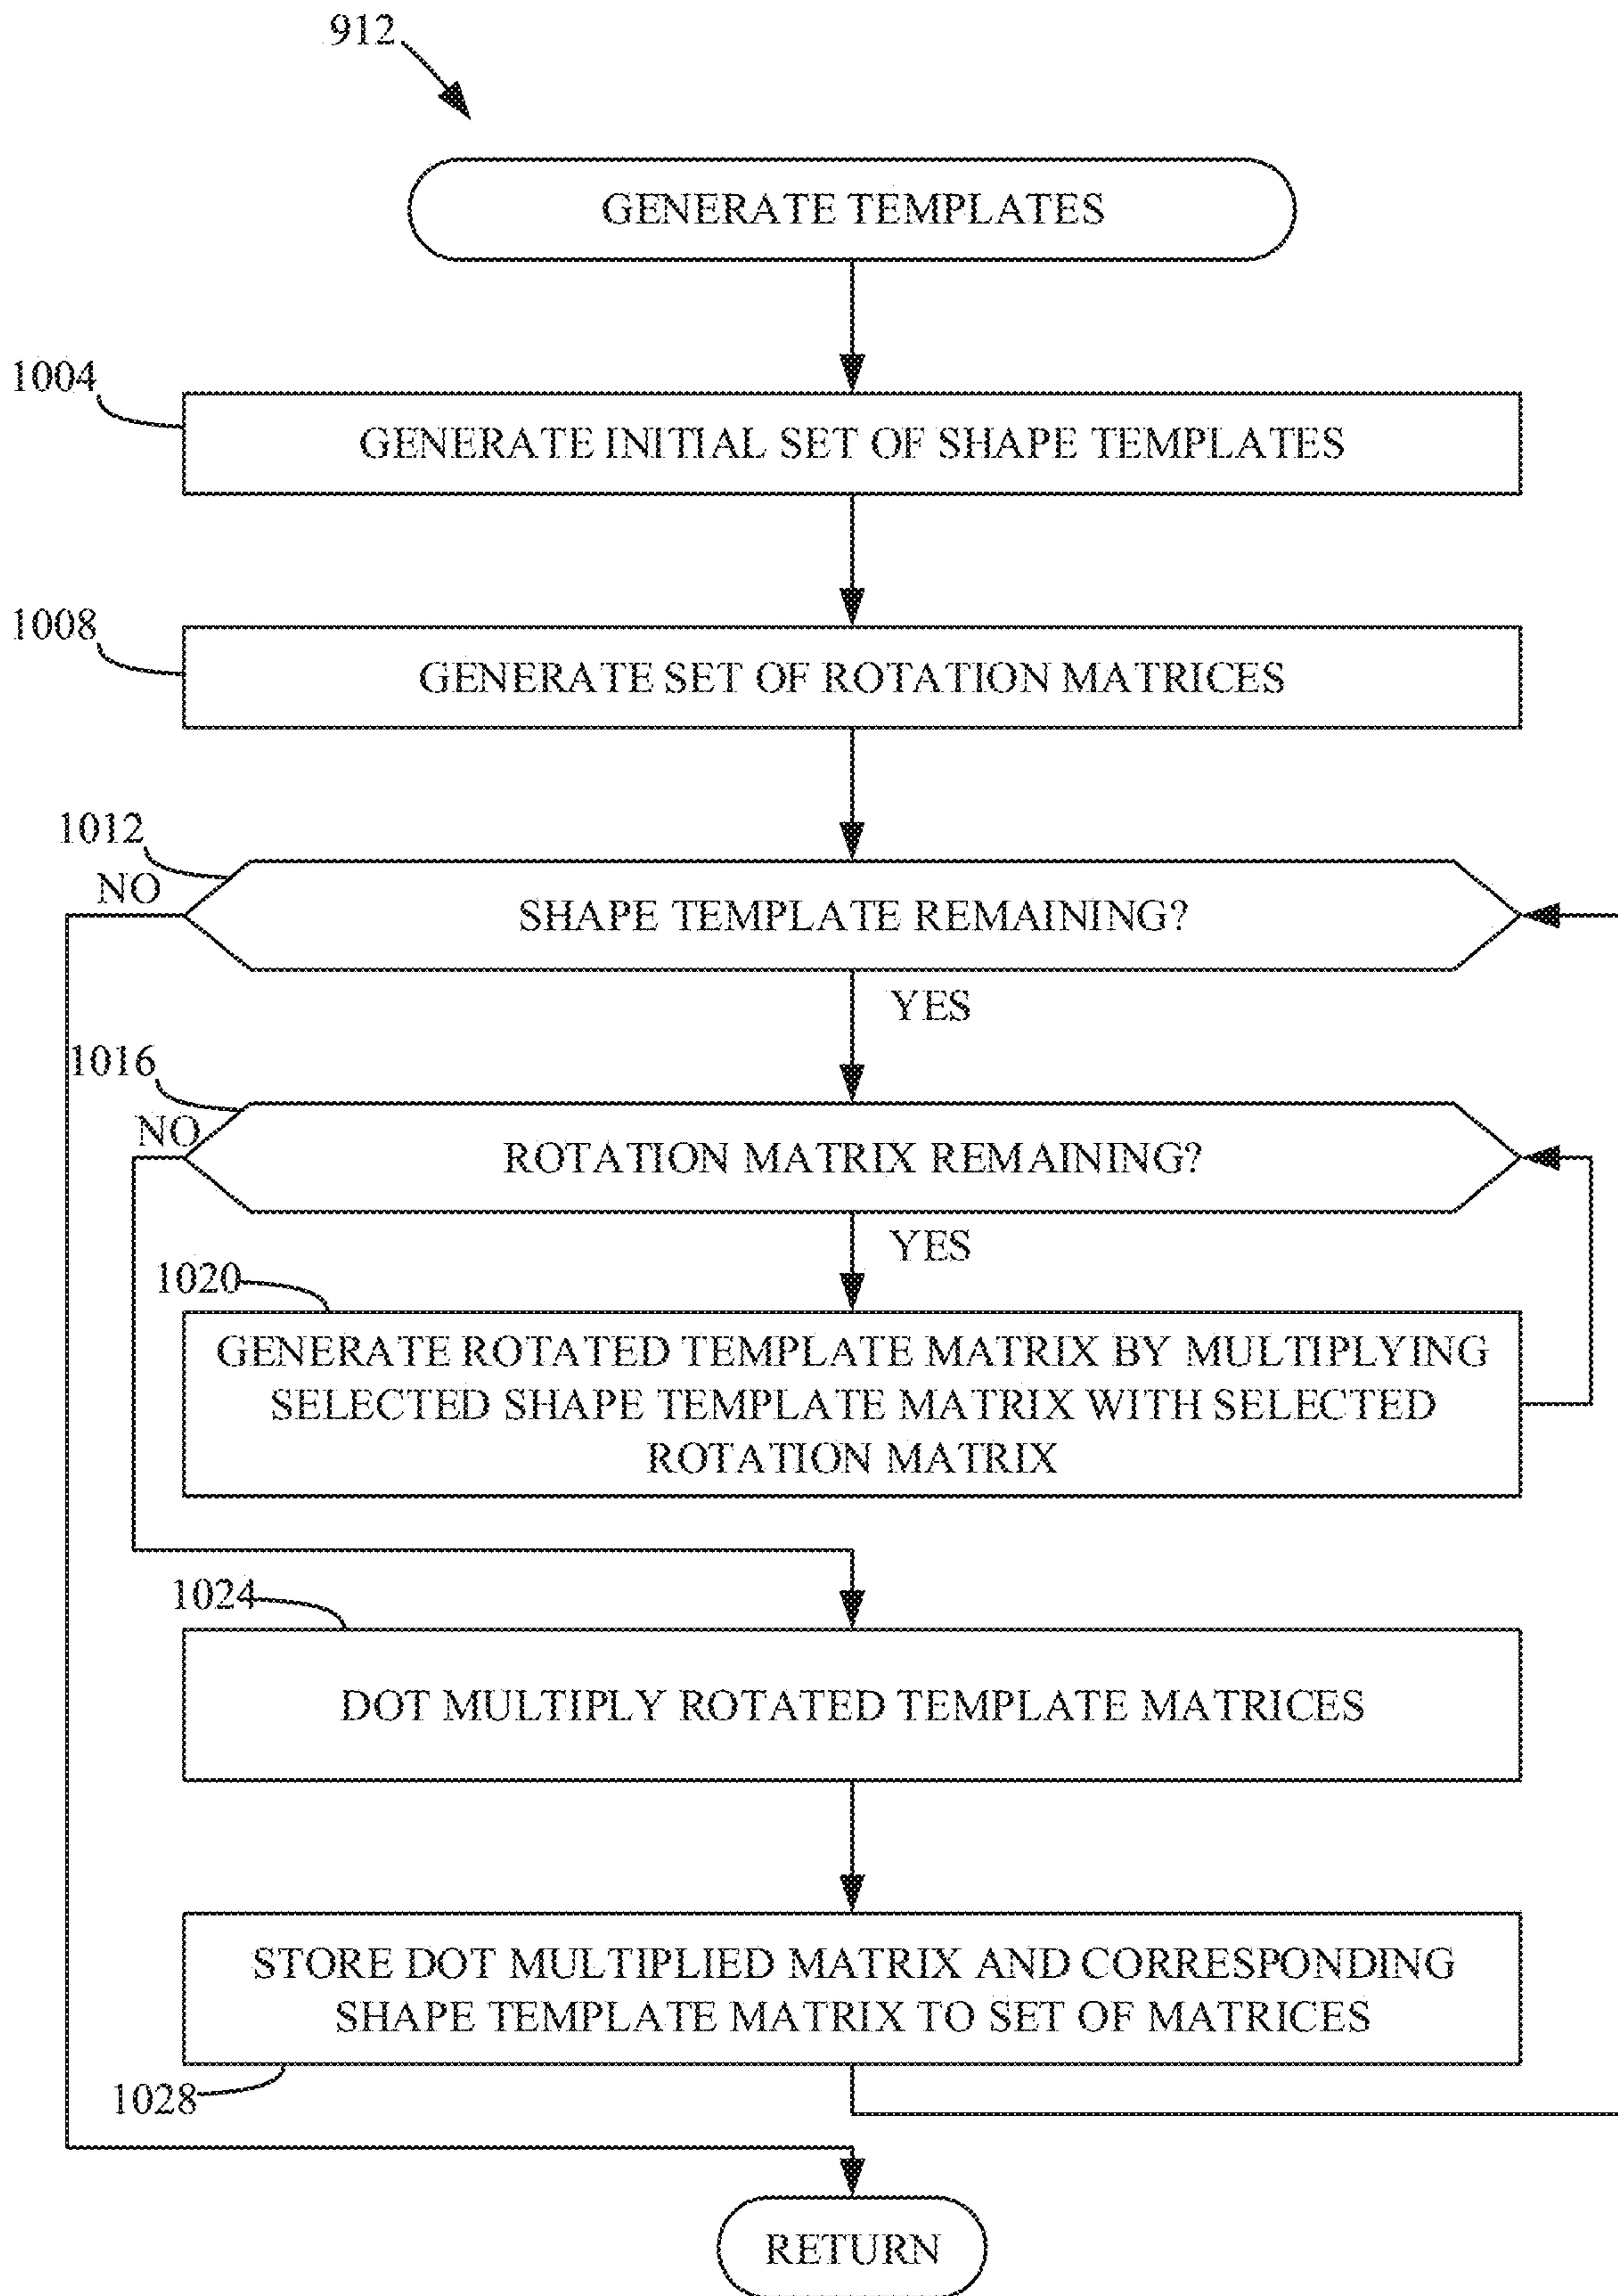 912
GENERATE TEMPLATES
1004
GENERATE INITIAL SET OF SHAPE TEMPLATES
1008
GENERATE SET OF ROTATION MATRICES
1012
NO
SHAPE TEMPLATE REMAINING?
YES
1016
NO
ROTATION MATRIX REMAINING?
YES
1020
GENERATE ROTATED TEMPLATE MATRIX BY MULTIPLYING
SELECTED SHAPE TEMPLATE MATRIX WITH SELECTED
ROTATION MATRIX
1024
DOT MULTIPLY ROTATED TEMPLATE MATRICES
STORE DOT MULTIPLIED MATRIX AND CORRESPONDING
SHAPE TEMPLATE MATRIX TO SET OF MATRICES
1028
RETURN